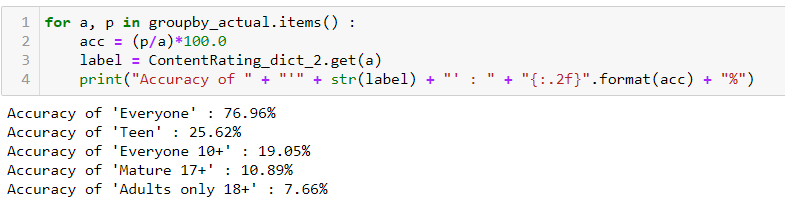 1 for a, p in groupby_actual.items() :
2     acc = (p/a)*100.0
3     label = ContentRating_dict_2.get(a)
4     print("Accuracy of " + "'" + str(label) + "' : " + "{:.2f}".format(acc) + "%")
Accuracy of 'Everyone' : 76.96%
Accuracy of 'Teen' : 25.62%
Accuracy of 'Everyone 10+' : 19.05%
Accuracy of 'Mature 17+' : 10.89%
Accuracy of 'Adults only 18+' : 7.66%